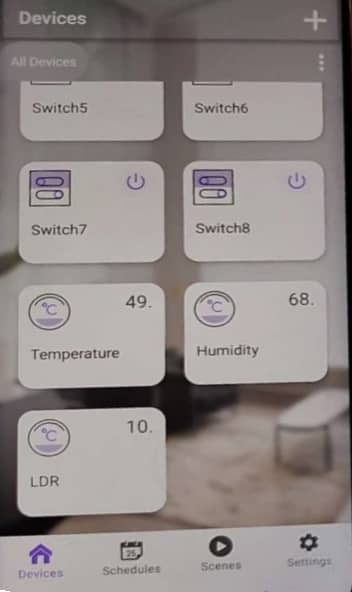 Devices
All Devices
Switch5 Switch6
Switch7 Switch8
49. 68.
°C °C
Temperature Humidity
10.
°C
LDR
25
Devices Schedules Scenes Settings